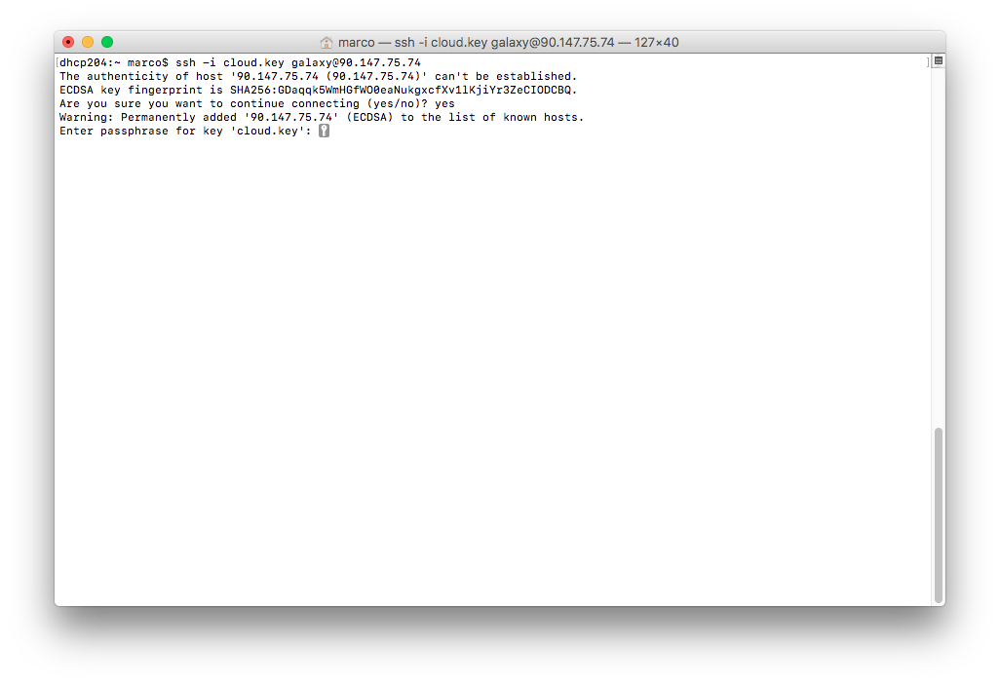 marco — ssh -i cloud.key galaxy@90.147.75.74 — 127×40
[dhcp204:~ marco$ ssh -i cloud.key galaxy@90.147.75.74 ]
The authenticity of host '90.147.75.74 (90.147.75.74)' can't be established.
ECDSA key fingerprint is SHA256:GDaqqk5WmHGfWO0eaNukgxcfXv1lKjiYr3ZeCIODCBQ.
Are you sure you want to continue connecting (yes/no)? yes
Warning: Permanently added '90.147.75.74' (ECDSA) to the list of known hosts.
Enter passphrase for key 'cloud.key':